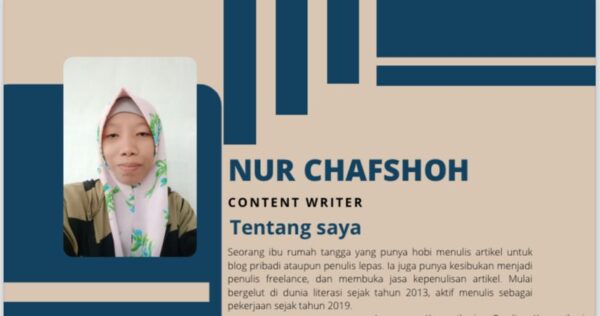 NUR CHAFSHOH
CONTENT WRITER
Tentang saya
Seorang ibu rumah tangga yang punya hobi menulis artikel untuk
blog pribadi ataupun penulis lepas. Ia juga punya kesibukan menjadi
penulis freelance, dan membuka jasa kepenulisan artikel. Mulai
bergelut di dunia literasi sejak tahun 2013, aktif menulis sebagai
pekerjaan sejak tahun 2019.